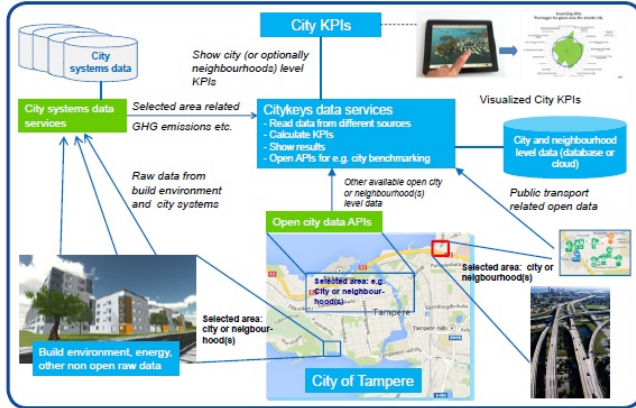 City KPIs
City
systems data
Show city (or optionally
neighbourhoods) level
KPIs
City systems data
services
Selected area related
GHG emissions etc.
Citykeys data services
- Read data from different sources
- Calculate KPIs
- Show results
- Open APIs for e.g. city benchmarking
Visualized City KPIs
City and neighbourhood
level data (database or
cloud)
Raw data from
build environment
and city systems
Other available open city
or neighbourhood(s)
level data
Public transport
related open data
Open city data APIs
Selected area: e.g.
City or neighbour-
hood(s)
Selected area: city or
neigbourhood(s)
Selected area:
city or neigbour-
hood(s)
Tampere
Build environment, energy,
other non open raw data
City of Tampere